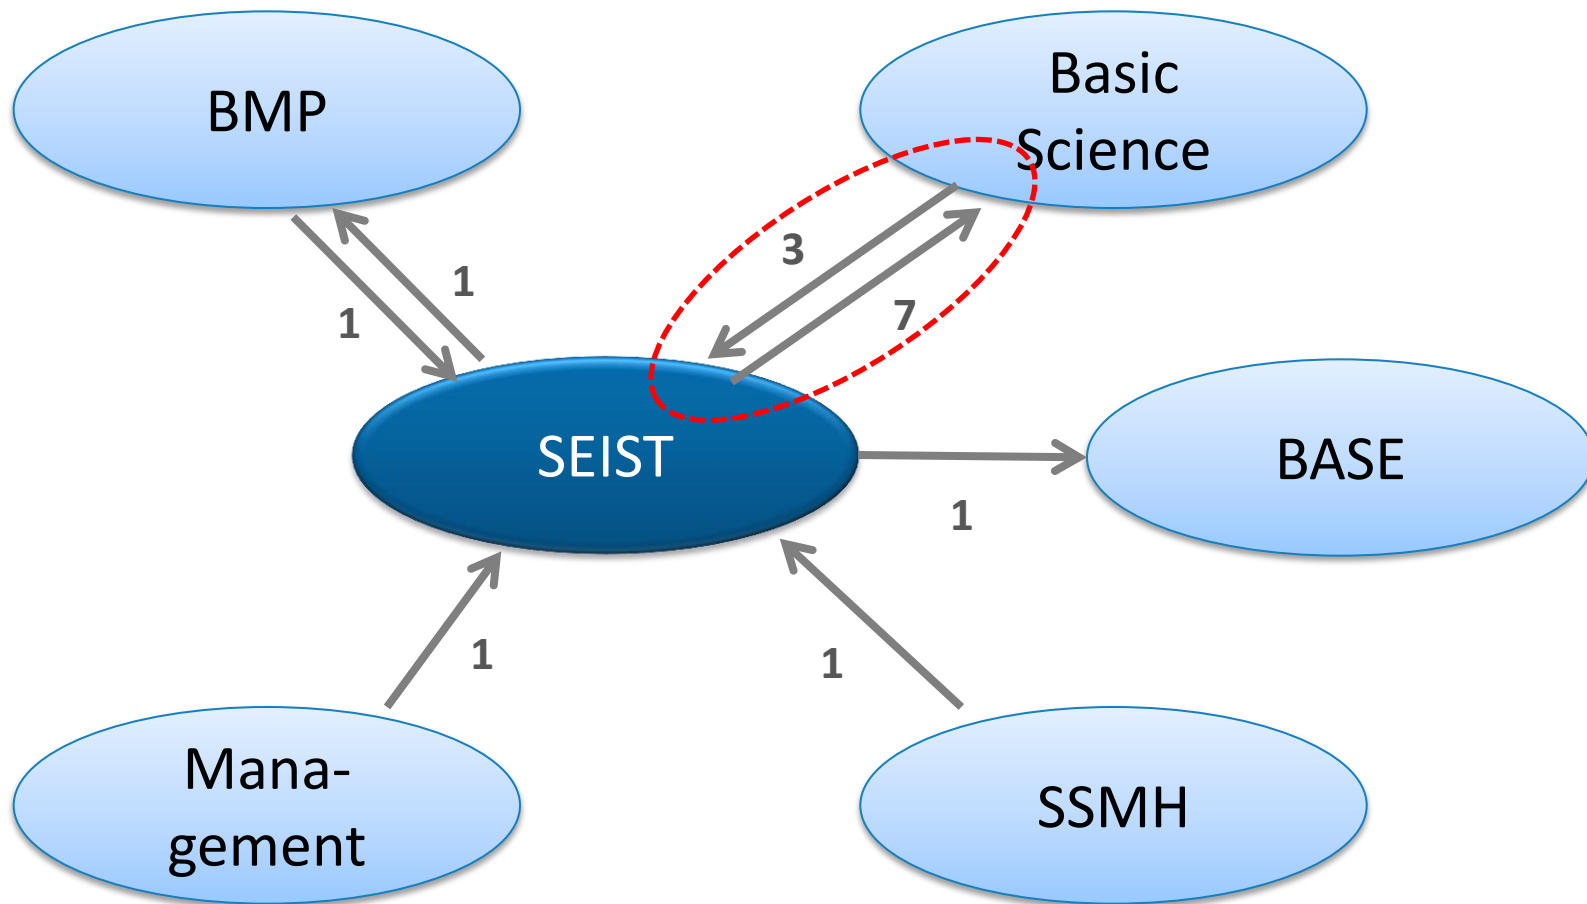 BMP
Basic
Science
3
1
7
1
SEIST
BASE
1
1
1
Mana-
gement
SSMH